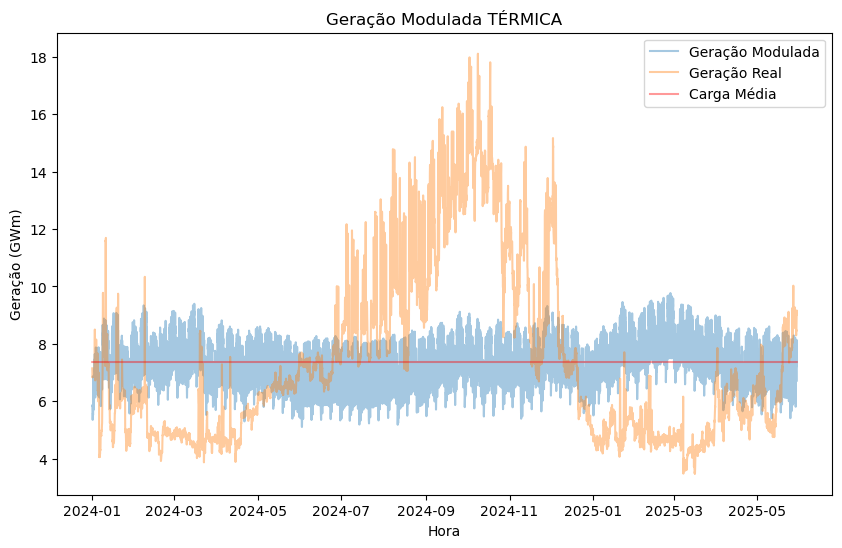 Geração Modulada TÉRMICA
Geração Modulada
Geração Real
Carga Média
Geração (GWm)
18
16
14
12
10
8
6
4
2024-01 2024-03 2024-05 2024-07 2024-09 2024-11 2025-01 2025-03 2025-05
Hora